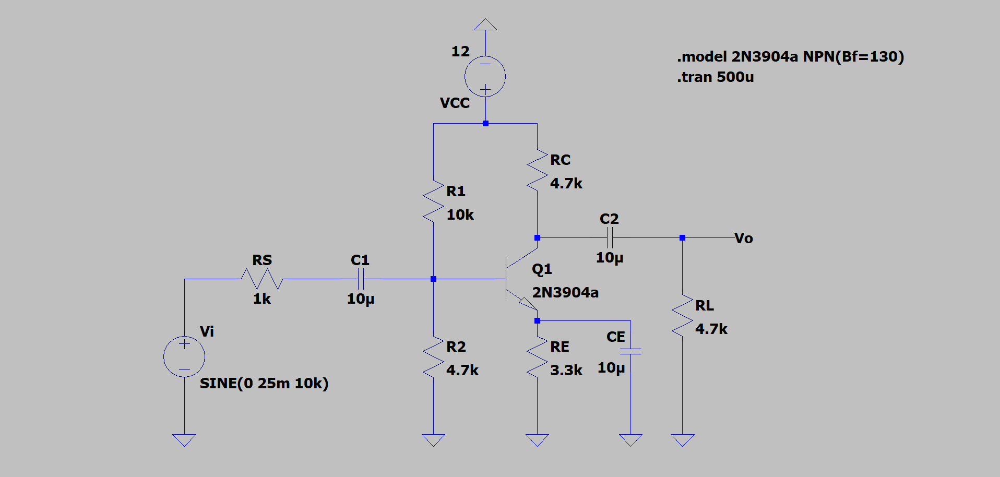 12
VCC
.model 2N3904a NPN(Bf=130)
.tran 500u
RC
4.7k
R1
10k
C2
10µ
Vo
RS
1k
C1
10µ
Q1
2N3904a
RL
4.7k
Vi
SINE(0 25m 10k)
R2
4.7k
RE
3.3k
CE
10µ